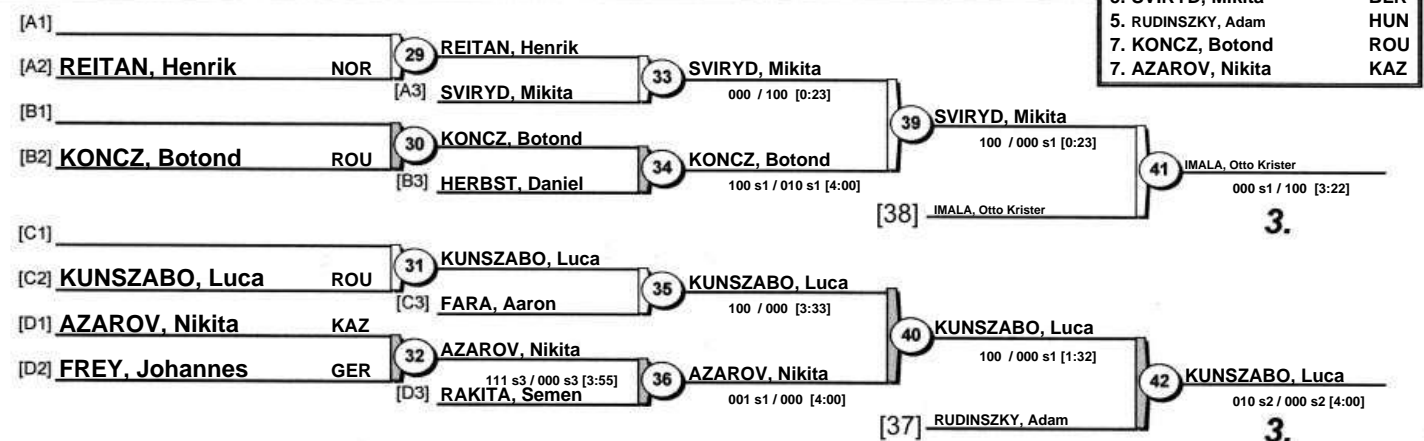 5. RUDINSZKY, Adam HUN
7. KONCZ, Botond ROU
7. AZAROV, Nikita KAZ
[A1]
[A2] REITAN, Henrik NOR
29
REITAN, Henrik
[A3] SVIRYD, Mikita
33
SVIRYD, Mikita
000 / 100 [0:23]
[B1]
[B2] KONCZ, Botond ROU
30
KONCZ, Botond
[B3] HERBST, Daniel
34
KONCZ, Botond
100 s1 / 010 s1 [4:00]
39
SVIRYD, Mikita
100 / 000 s1 [0:23]
[38] IMALA, Otto Krister
41
IMALA, Otto Krister
000 s1 / 100 [3:22]
3.
[C1]
[C2] KUNSZABO, Luca ROU
31
KUNSZABO, Luca
[C3] FARA, Aaron
35
KUNSZABO, Luca
100 / 000 [3:33]
[D1] AZAROV, Nikita KAZ
[D2] FREY, Johannes GER
32
AZAROV, Nikita
111 s3 / 000 s3 [3:55]
[D3] RAKITA, Semen
36
AZAROV, Nikita
001 s1 / 000 [4:00]
40
KUNSZABO, Luca
100 / 000 s1 [1:32]
[37] RUDINSZKY, Adam
42
KUNSZABO, Luca
010 s2 / 000 s2 [4:00]
3.